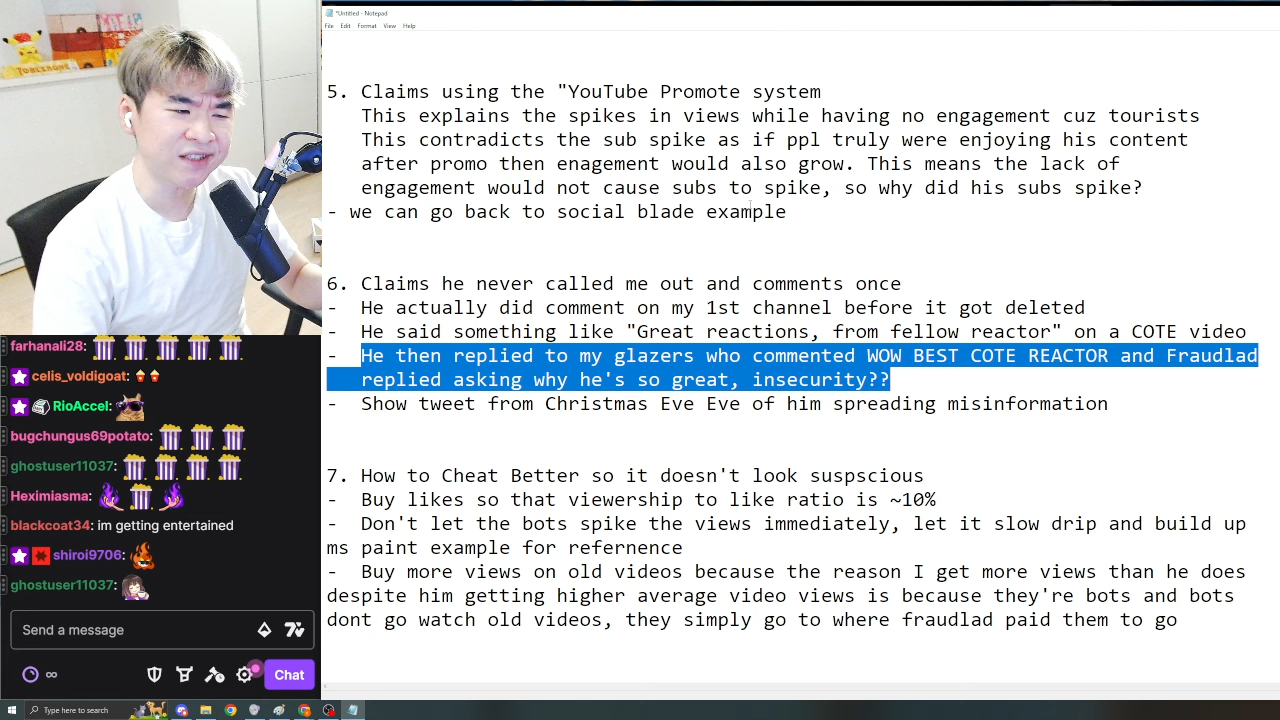 *Untitled - Notepad
File Edit Format View Help
5. Claims using the "YouTube Promote system
This explains the spikes in views while having no engagement cuz tourists
This contradicts the sub spike as if ppl truly were enjoying his content
after promo then enagement would also grow. This means the lack of
engagement would not cause subs to spike, so why did his subs spike?
- we can go back to social blade example
6. Claims he never called me out and comments once
- He actually did comment on my 1st channel before it got deleted
- He said something like "Great reactions, from fellow reactor" on a COTE video
- He then replied to my glazers who commented WOW BEST COTE REACTOR and Fraudlad
replied asking why he's so great, insecurity??
- Show tweet from Christmas Eve Eve of him spreading misinformation
7. How to Cheat Better so it doesn't look suspscious
- Buy likes so that viewership to like ratio is ~10%
- Don't let the bots spike the views immediately, let it slow drip and build up
ms paint example for refernence
- Buy more views on old videos because the reason I get more views than he does
despite him getting higher average video views is because they're bots and bots
dont go watch old videos, they simply go to where fraudlad paid them to go
farhanali28:
celis_voldigoat:
RioAccel:
bugchungus69potato:
ghostuser11037:
Heximiasma:
blackcoat34: im getting entertained
shiroi9706:
ghostuser11037:
Send a message
∞
Chat
Type here to search